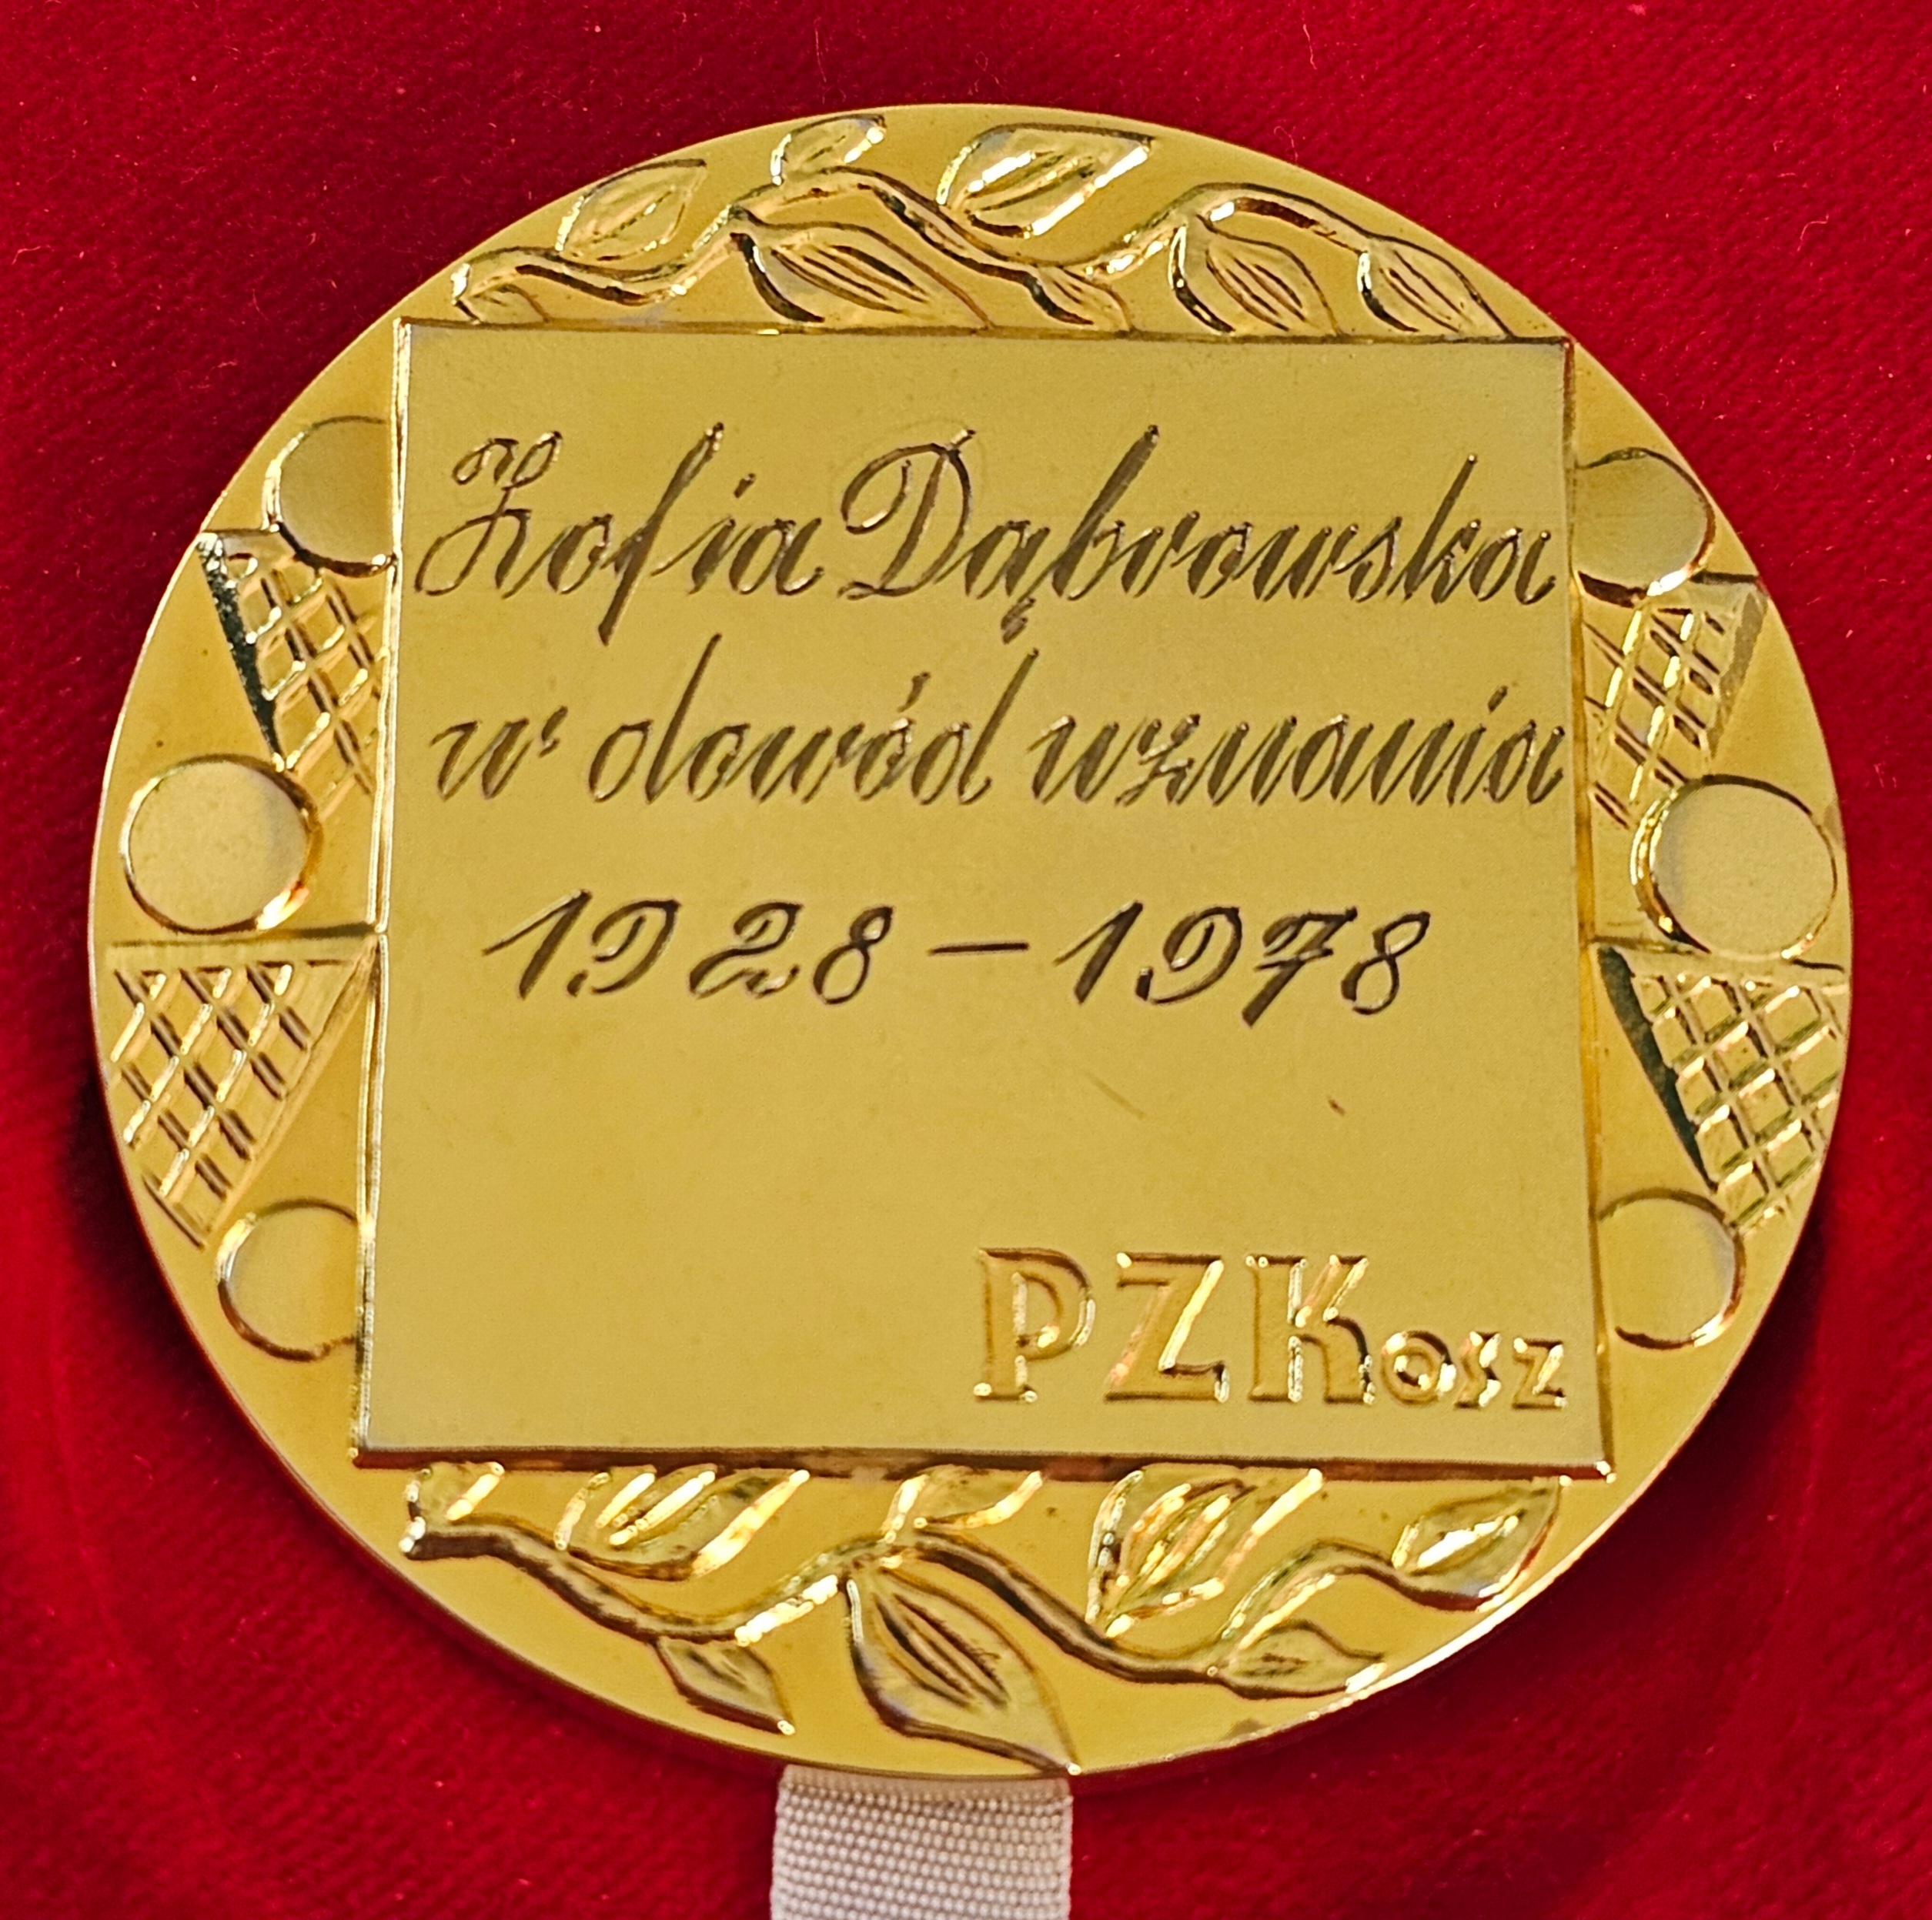 Zofia Dąbrowska
w dowód uznania
1928 – 1978
PZKosz